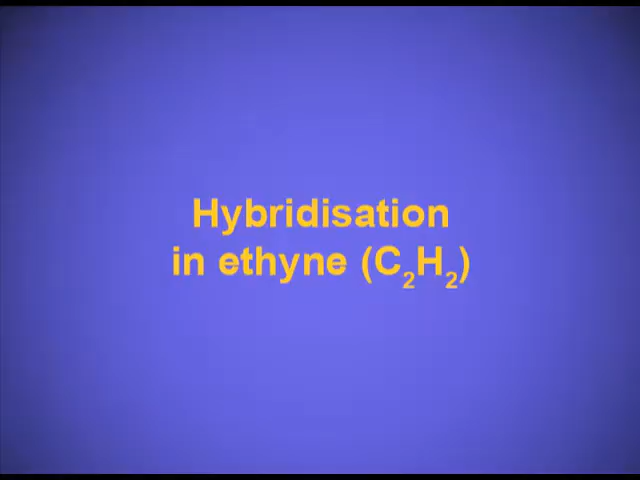 Hybridisation
in ethyne (C₂H₂)